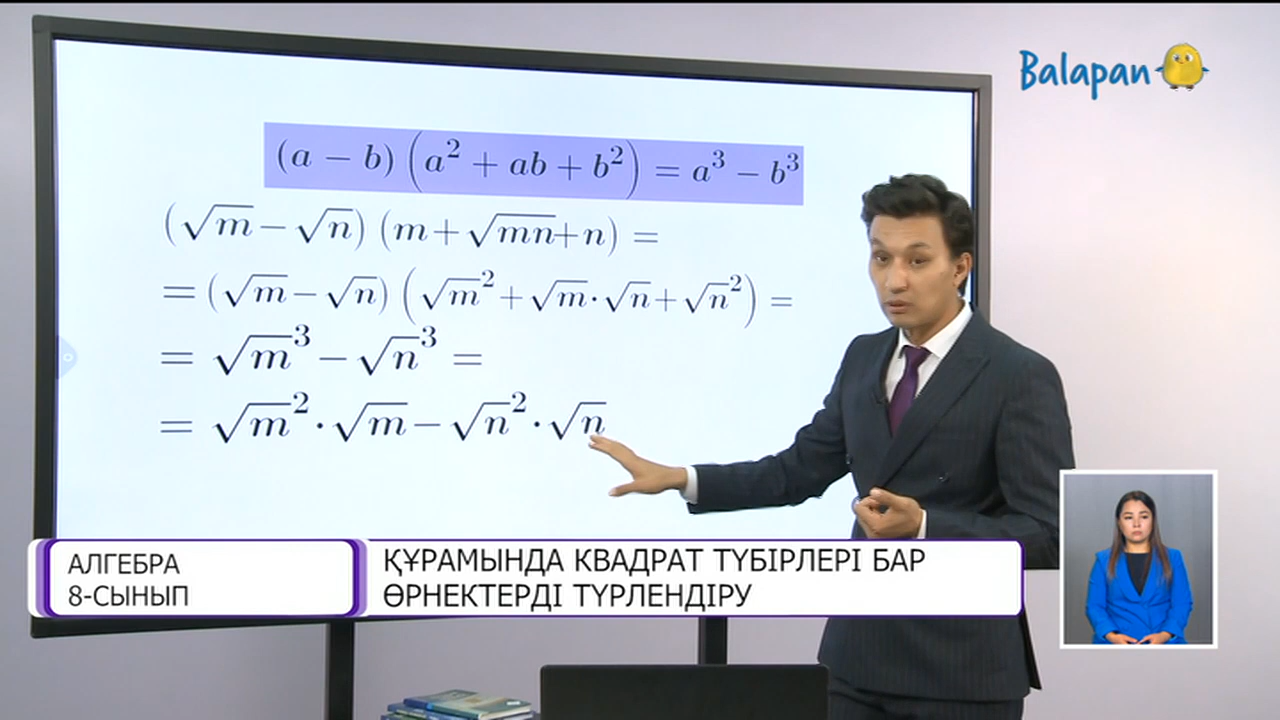 Balapan
(a − b)(a² + ab + b²) = a³ − b³
(√m − √n)(m + √mn + n) =
= (√m − √n)(√m² + √m·√n + √n²) =
= √m³ − √n³ =
= √m² · √m − √n² · √n
АЛГЕБРА
8-СЫНЫП
ҚҰРАМЫНДА КВАДРАТ ТҮБІРЛЕРІ БАР
ӨРНЕКТЕРДІ ТҮРЛЕНДІРУ